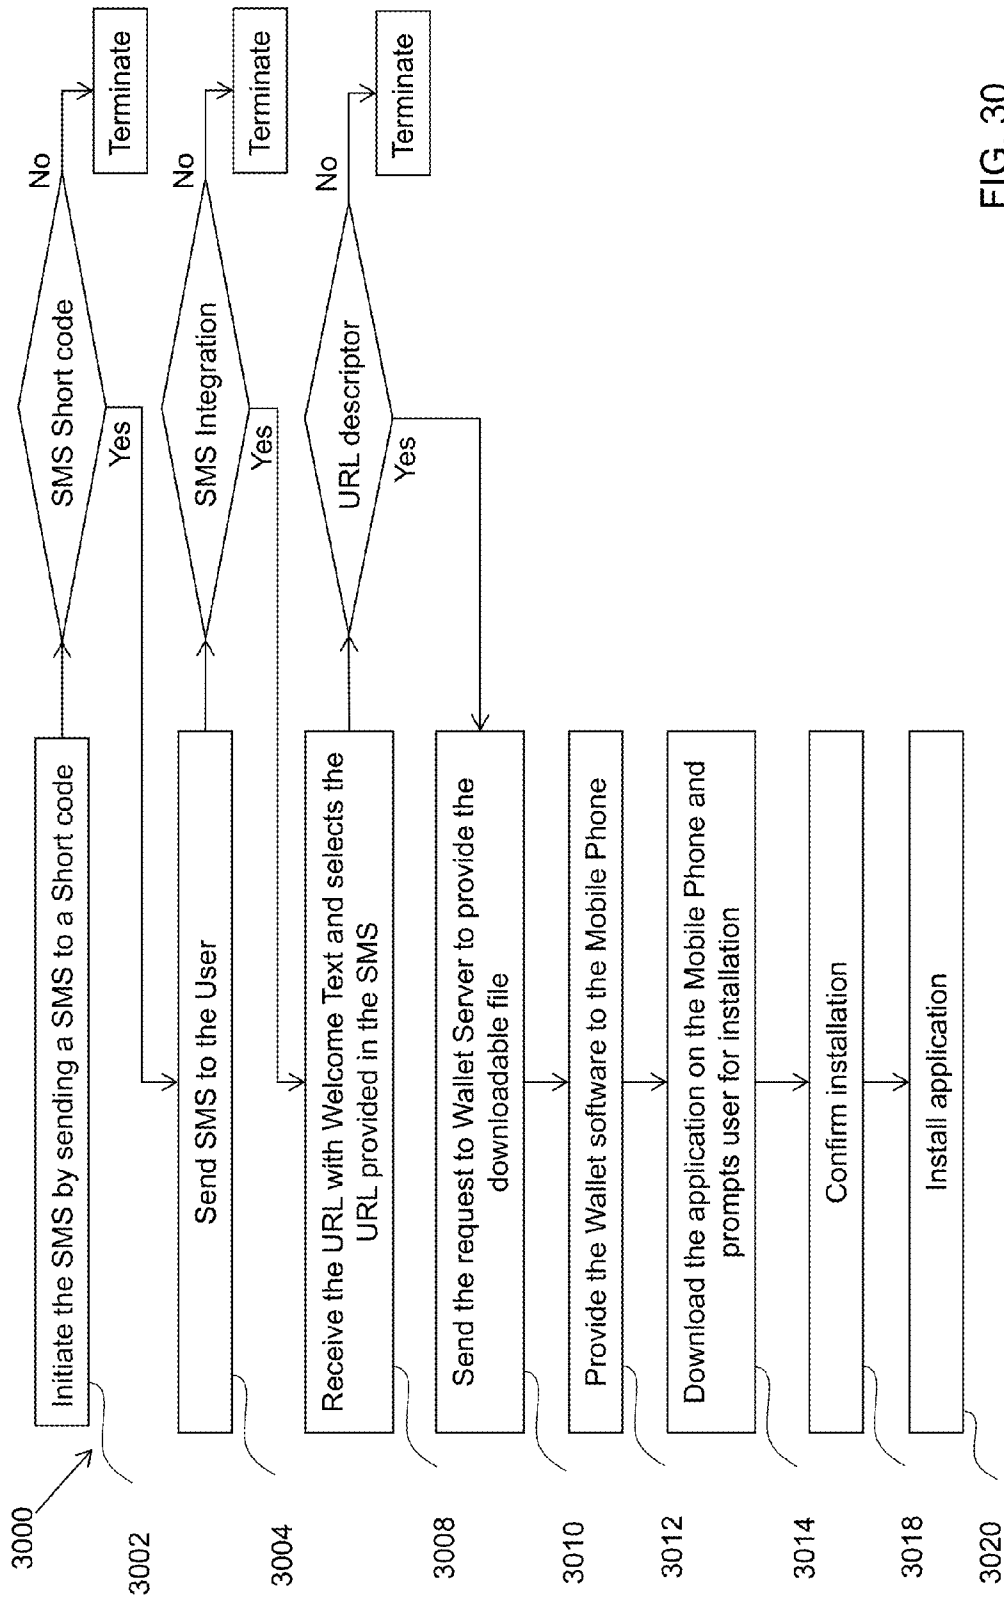 3000
3002
Initiate the SMS by sending a SMS to a Short code
SMS Short code
No
Terminate
Yes
3004
Send SMS to the User
SMS Integration
No
Terminate
Yes
3008
Receive the URL with Welcome Text and selects the
URL provided in the SMS
URL descriptor
No
Terminate
Yes
3010
Send the request to Wallet Server to provide the
downloadable file
3012
Provide the Wallet software to the Mobile Phone
3014
Download the application on the Mobile Phone and
prompts user for installation
3018
Confirm installation
3020
Install application
FIG. 30